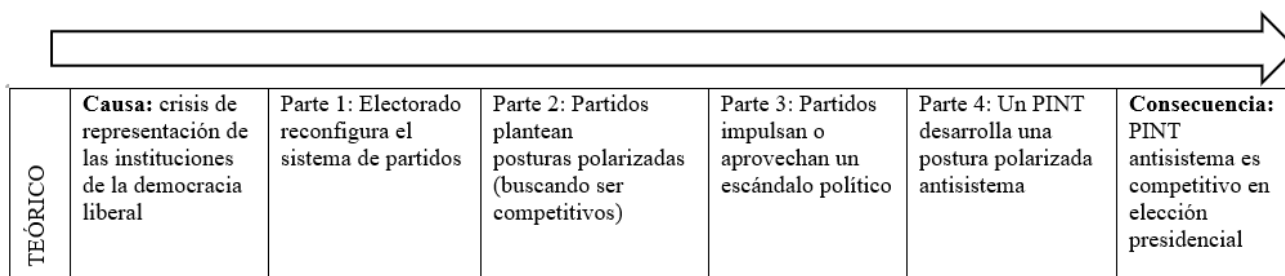 TEÓRICO
Causa: crisis de
representación de
las instituciones
de la democracia
liberal
Parte 1: Electorado
reconfigura el
sistema de partidos
Parte 2: Partidos
plantean
posturas polarizadas
(buscando ser
competitivos)
Parte 3: Partidos
impulsan o
aprovechan un
escándalo político
Parte 4: Un PINT
desarrolla una
postura polarizada
antisistema
Consecuencia:
PINT
antisistema es
competitivo en
elección
presidencial